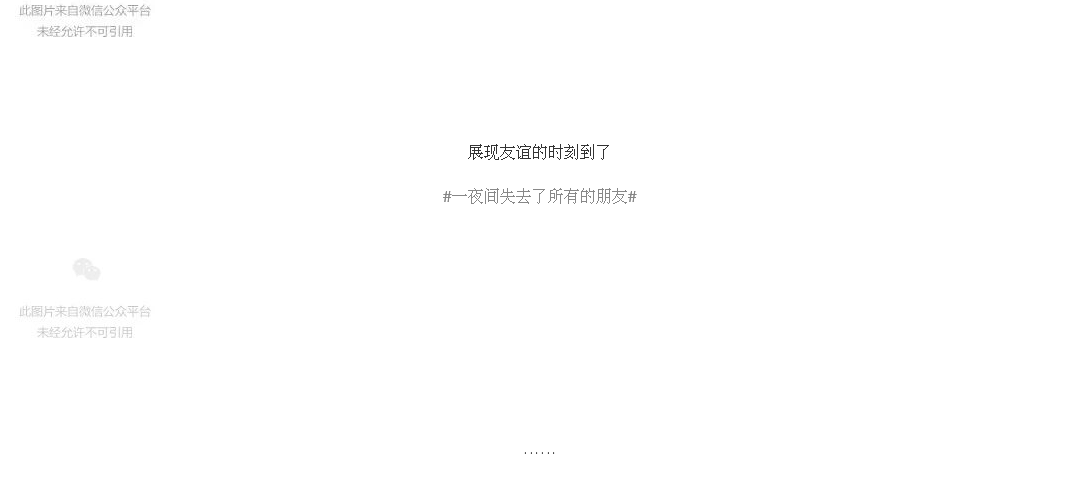 此图片来自微信公众平台
未经允许不可引用
展现友谊的时刻到了
#一夜间失去了所有的朋友#
此图片来自微信公众平台
未经允许不可引用
……